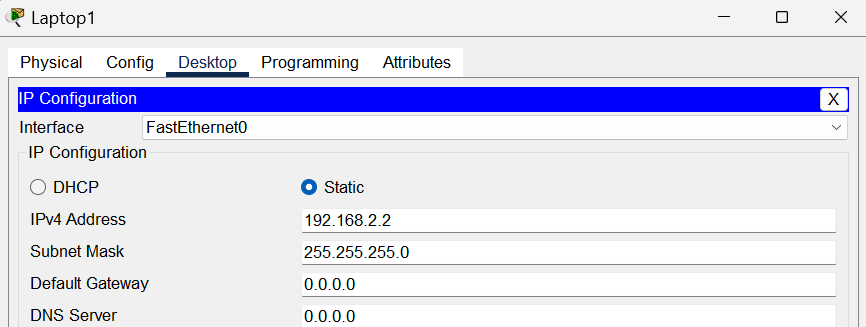 Laptop1
Physical Config Desktop Programming Attributes
IP Configuration X
Interface FastEthernet0
IP Configuration
DHCP Static
IPv4 Address 192.168.2.2
Subnet Mask 255.255.255.0
Default Gateway 0.0.0.0
DNS Server 0.0.0.0